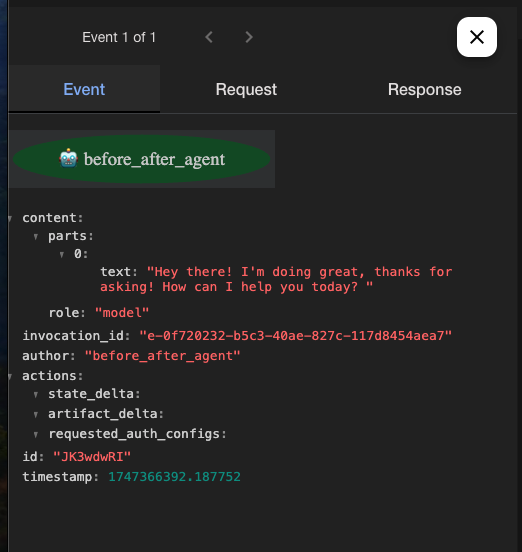 Event 1 of 1
Event Request Response
before_after_agent
content:
parts:
0:
text: "Hey there! I'm doing great, thanks for
asking! How can I help you today? "
role: "model"
invocation_id: "e-0f720232-b5c3-40ae-827c-117d8454aea7"
author: "before_after_agent"
actions:
state_delta:
artifact_delta:
requested_auth_configs:
id: "JK3wdwRI"
timestamp: 1747366392.187752